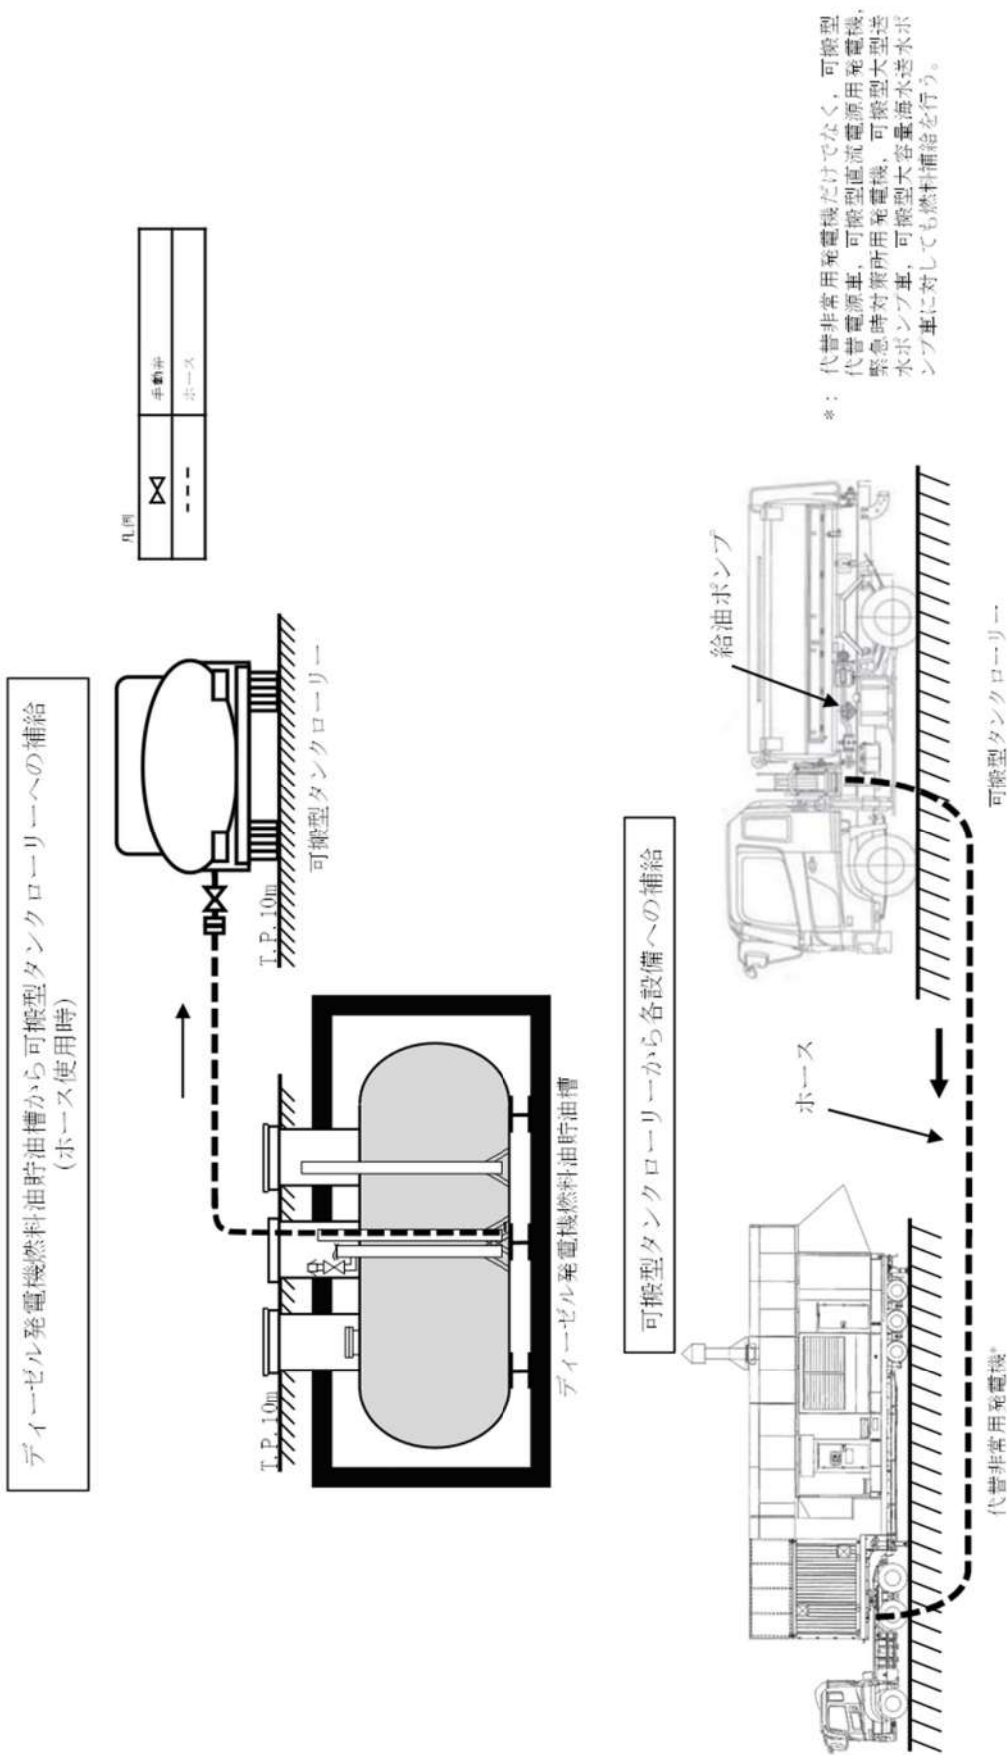 ディーゼル発電機燃料油貯油槽から可搬型タンクローリーへの補給
(ホース使用時)
凡例
手動弁
ホース
T.P.10m
T.P.10m
可搬型タンクローリー
ディーゼル発電機燃料油貯油槽
可搬型タンクローリーから各設備への補給
給油ポンプ
ホース
代替非常用発電機*
可搬型タンクローリー
*: 代替非常用発電機だけでなく，可搬型
代替電源車，可搬型直流電源用発電機，
緊急時対策所用発電機，可搬型大型送
水ポンプ車，可搬型大容量海水送水ポ
ンプ車に対しても燃料補給を行う。